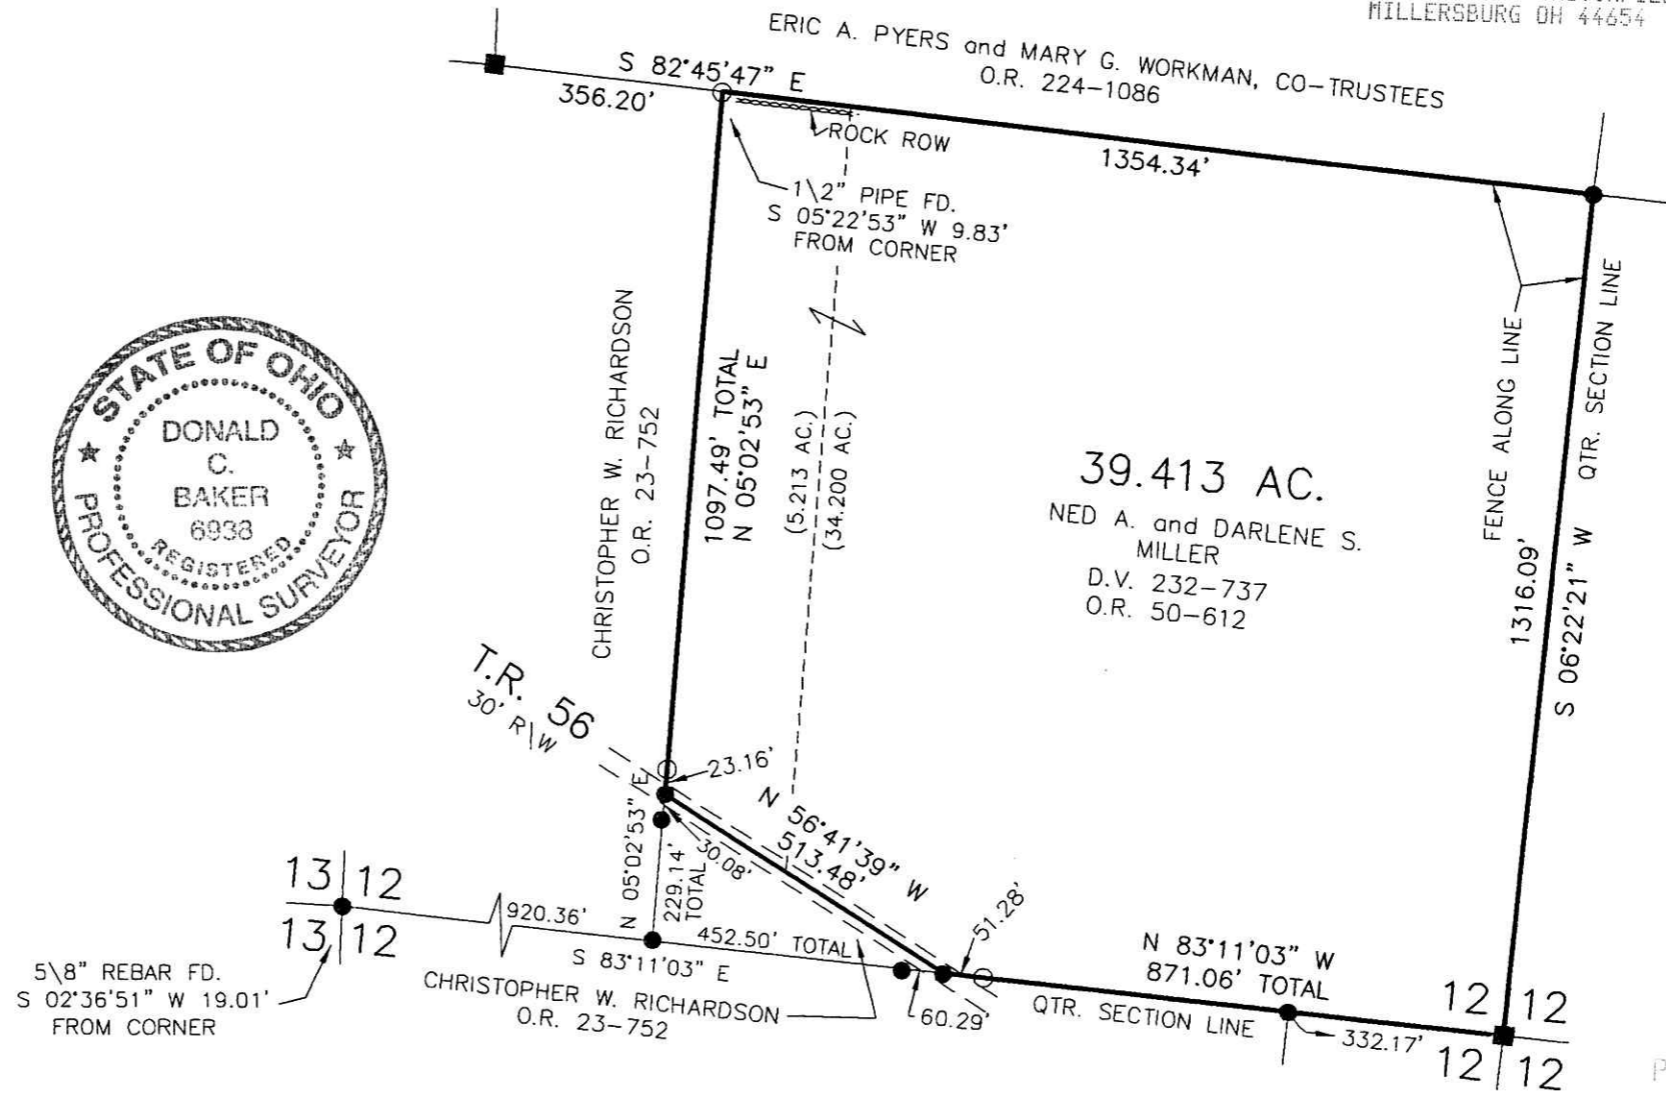 MILLERSBURG OH 44654
ERIC A. PYERS and MARY G. WORKMAN, CO-TRUSTEES
O.R. 224-1086
S 82°45'47" E
356.20'
ROCK ROW
1354.34'
1\2" PIPE FD.
S 05°22'53" W 9.83'
FROM CORNER
CHRISTOPHER W. RICHARDSON
O.R. 23-752
1097.49' TOTAL
N 05°02'53" E
(5.213 AC.)
(34.200 AC.)
39.413 AC.
NED A. and DARLENE S.
MILLER
D.V. 232-737
O.R. 50-612
FENCE ALONG LINE
1316.09'
S 06°22'21" W QTR. SECTION LINE
STATE OF OHIO
DONALD
C.
BAKER
6938
REGISTERED
PROFESSIONAL SURVEYOR
T.R. 56
30' R\W
23.16'
N 56°41'39" W
513.48'
30.08'
N 05°02'53" E
229.14'
TOTAL
51.28'
13 12
13 12
920.36'
452.50' TOTAL
S 83°11'03" E
5\8" REBAR FD.
S 02°36'51" W 19.01'
FROM CORNER
CHRISTOPHER W. RICHARDSON
O.R. 23-752
60.29'
N 83°11'03" W
871.06' TOTAL
QTR. SECTION LINE
332.17'
12 12
12 12